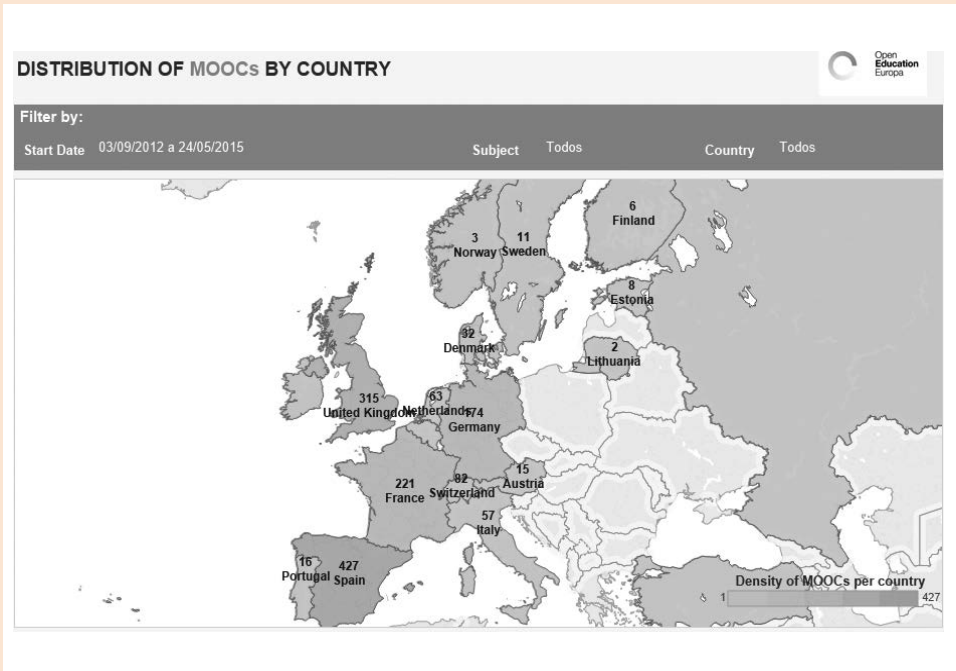 DISTRIBUTION OF MOOCs BY COUNTRY
Open
Education
Europa
Filter by:
Start Date 03/09/2012 a 24/05/2015 Subject Todos Country Todos
6
Finland
3
Norway
11
Sweden
8
Estonia
32
Denmark
2
Lithuania
315
United Kingdom
63
Netherlands
174
Germany
221
France
82
Switzerland
15
Austria
57
Italy
16
Portugal
427
Spain
Density of MOOCs per country
1 427